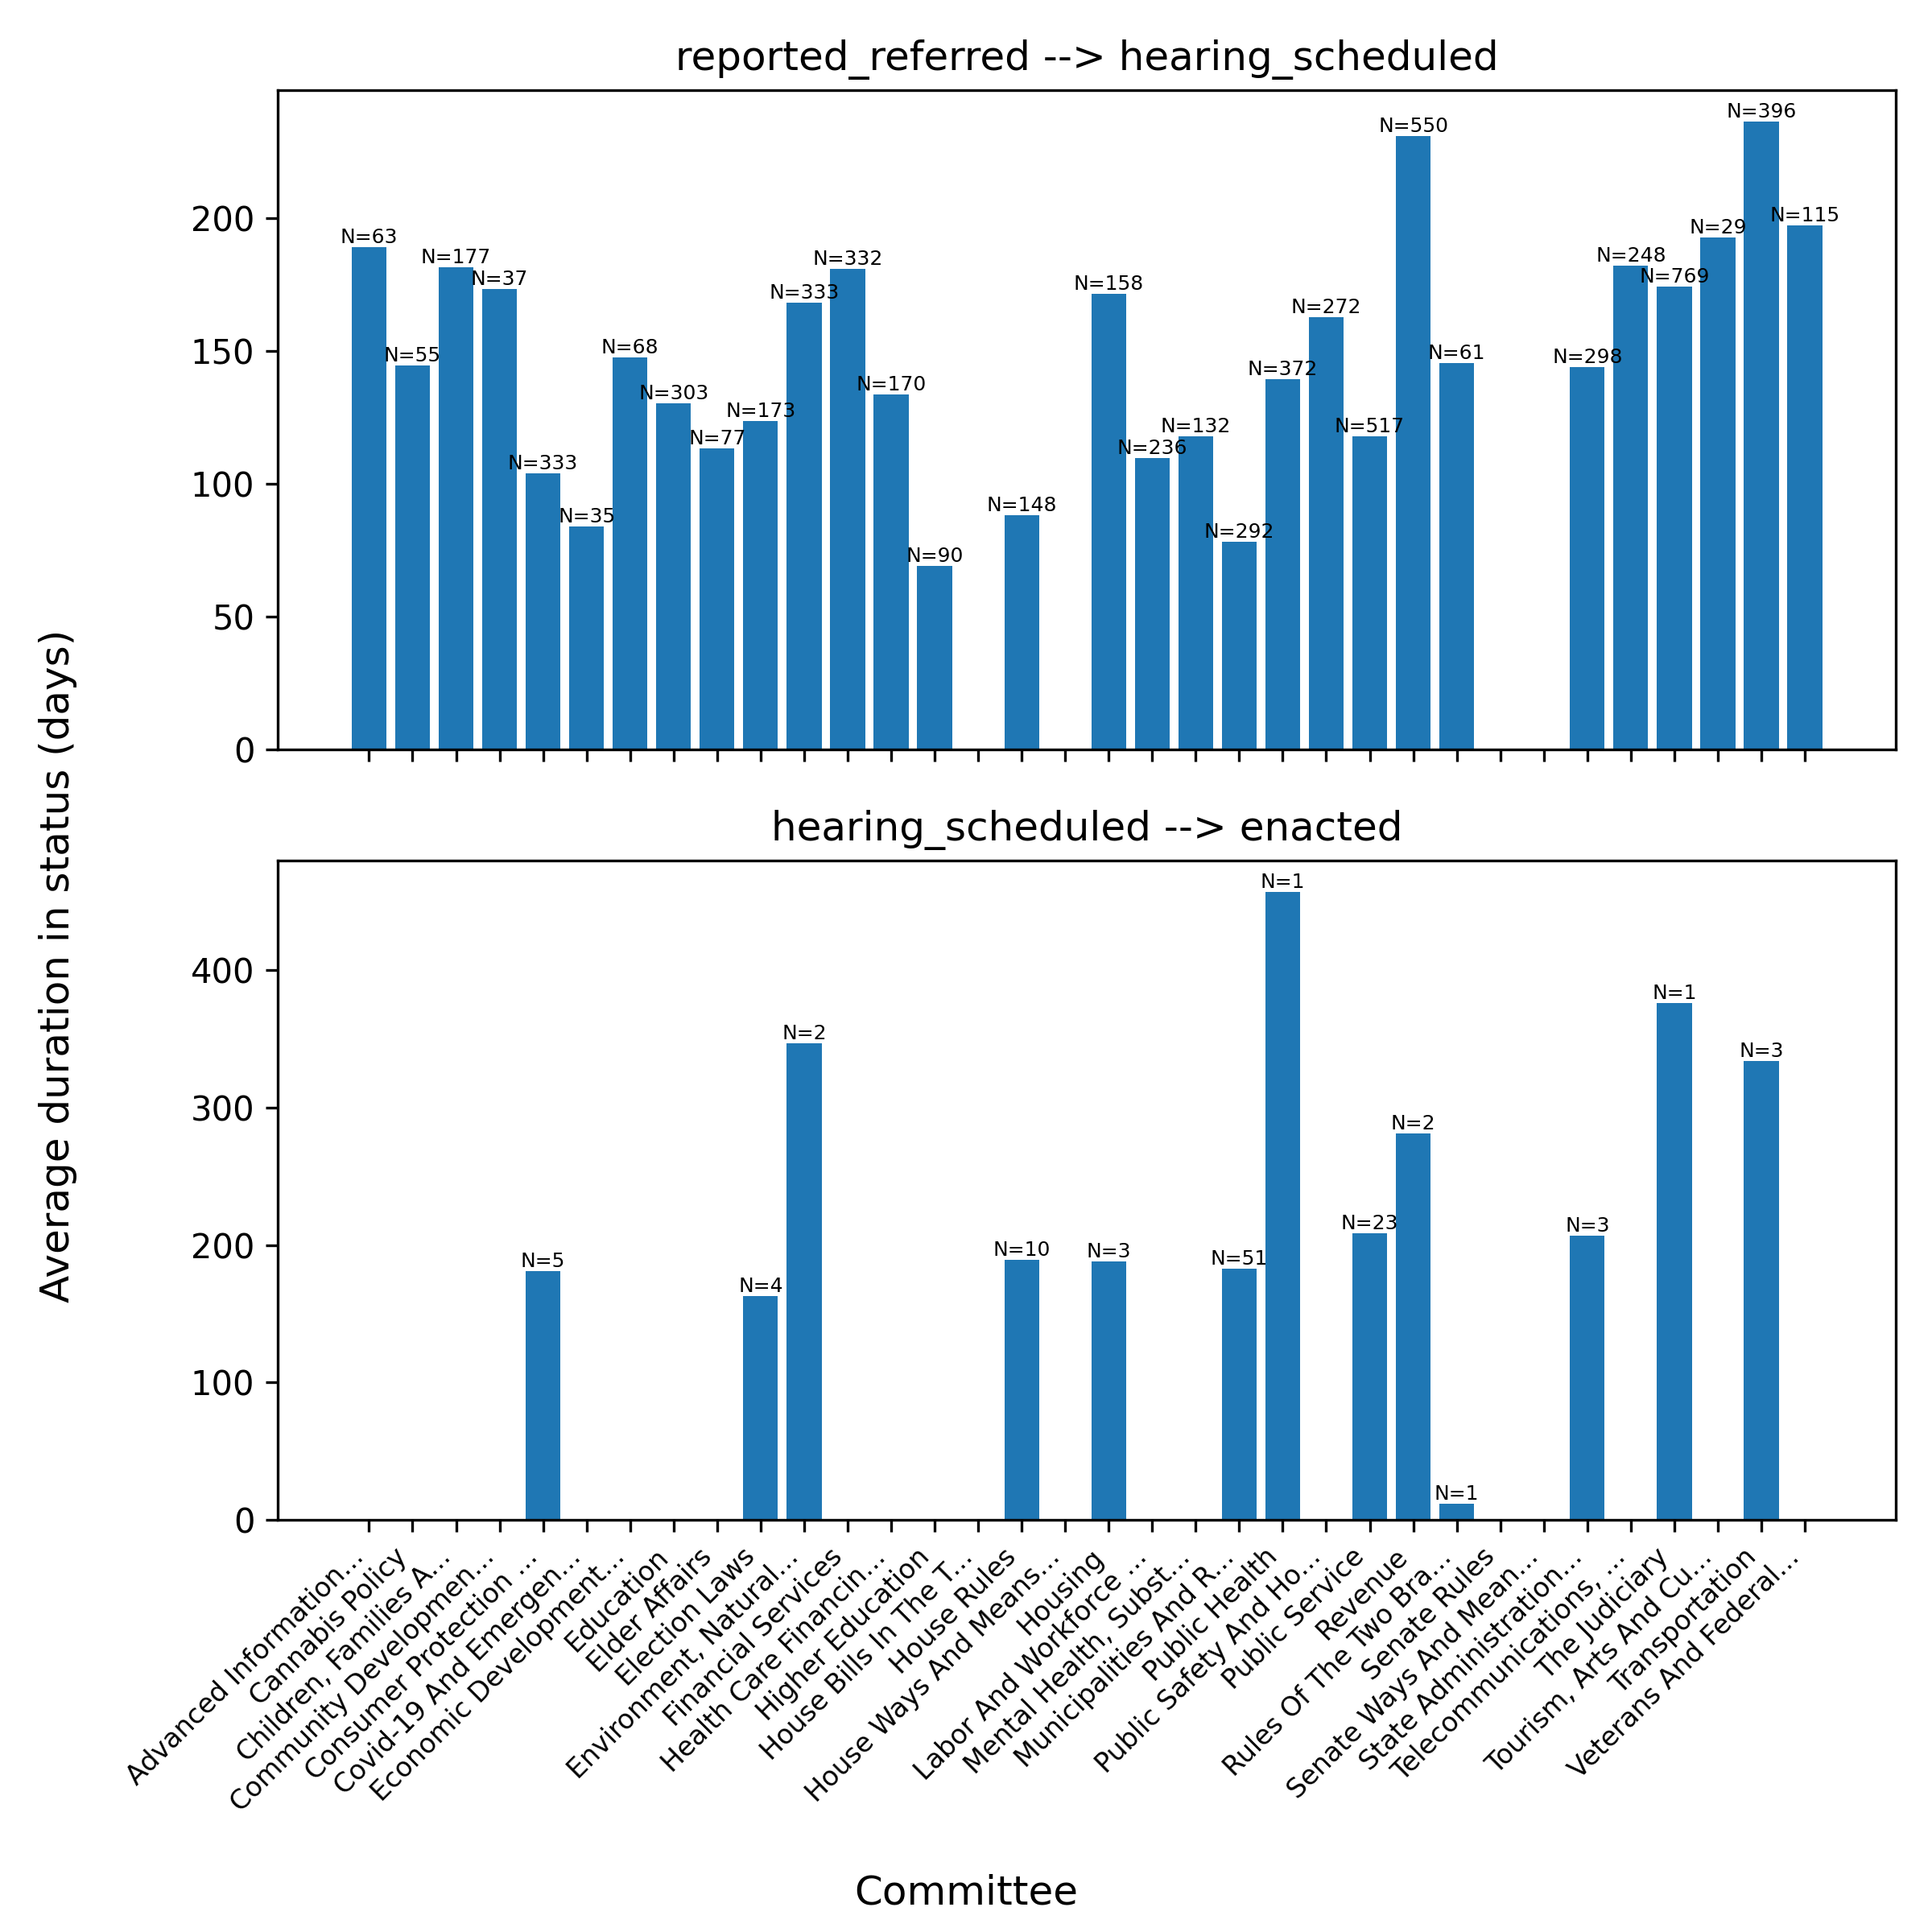 reported_referred --> hearing_scheduled
N=63
N=55
N=177
N=37
N=333
N=35
N=68
N=303
N=77
N=173
N=333
N=332
N=170
N=90
N=148
N=158
N=236
N=132
N=292
N=372
N=272
N=517
N=550
N=61
N=298
N=248
N=769
N=29
N=396
N=115
200
150
100
50
0
Average duration in status (days)
hearing_scheduled --> enacted
N=5
N=4
N=2
N=10
N=3
N=51
N=1
N=23
N=2
N=1
N=3
N=1
N=3
400
300
200
100
0
Advanced Information...
Cannabis Policy
Children, Families A...
Community Developmen...
Consumer Protection ...
Covid-19 And Emergen...
Economic Development...
Education
Elder Affairs
Election Laws
Environment, Natural...
Financial Services
Health Care Financin...
Higher Education
House Bills In The T...
House Rules
House Ways And Means...
Housing
Labor And Workforce ...
Mental Health, Subst...
Municipalities And R...
Public Health
Public Safety And Ho...
Public Service
Revenue
Rules Of The Two Bra...
Senate Rules
Senate Ways And Mean...
State Administration...
Telecommunications, ...
The Judiciary
Tourism, Arts And Cu...
Transportation
Veterans And Federal...
Committee